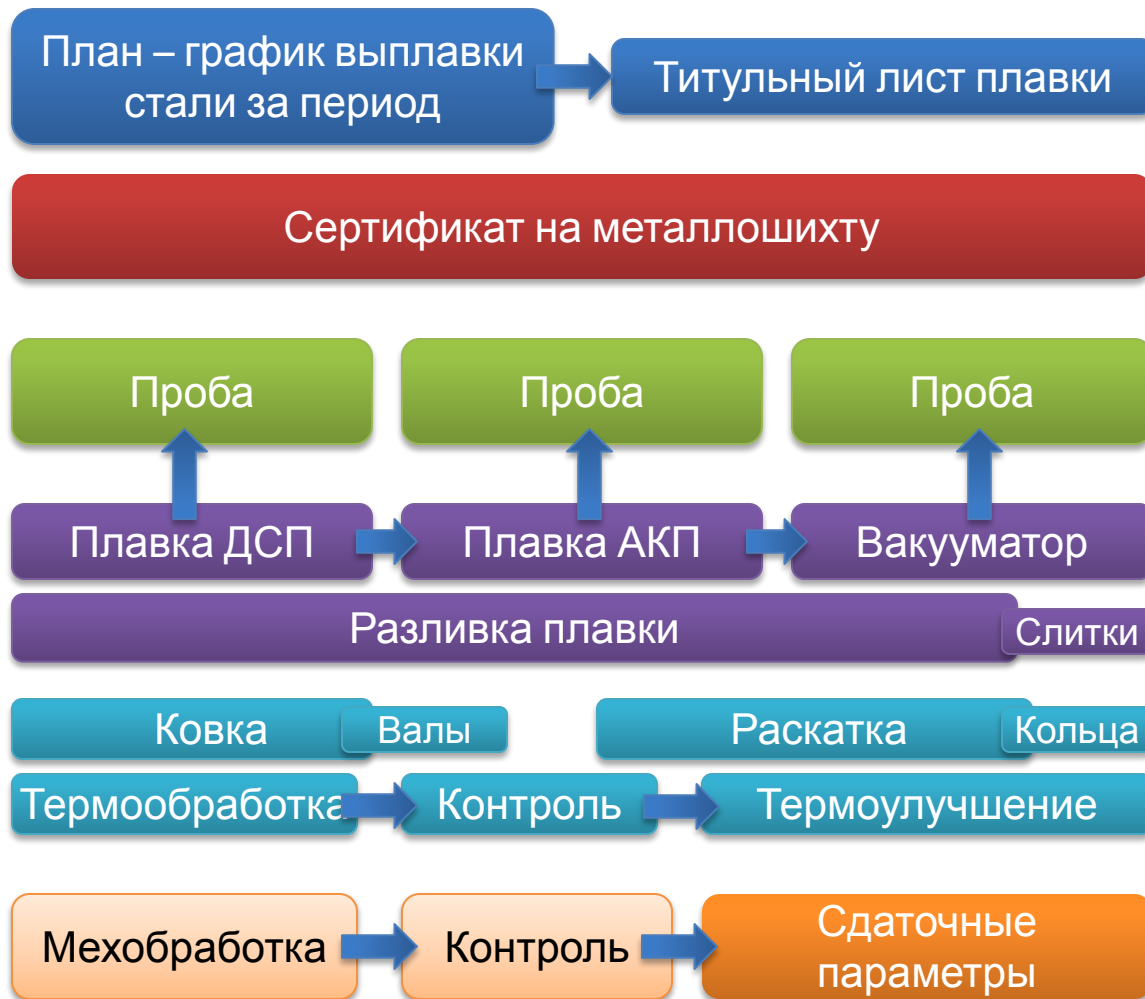 План – график выплавки
стали за период
Титульный лист плавки
Сертификат на металлошихту
Проба
Проба
Проба
Плавка ДСП
Плавка АКП
Вакууматор
Разливка плавки
Слитки
Ковка
Валы
Раскатка
Кольца
Термообработка
Контроль
Термоулучшение
Мехобработка
Контроль
Сдаточные
параметры